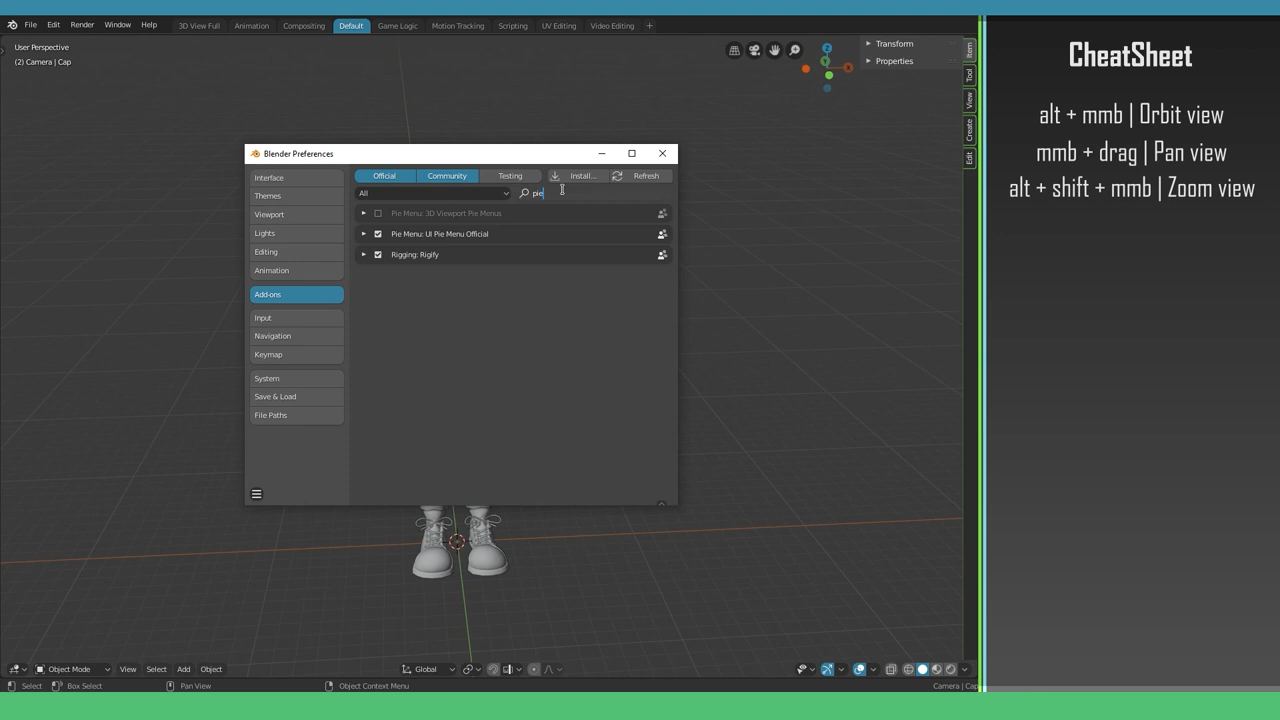 File Edit Render Window Help
3D View Full Animation Compositing Default Game Logic Motion Tracking Scripting UV Editing Video Editing +
User Perspective
(2) Camera | Cap
Z
Y
X
Transform
Properties
Item
Tool
View
Create
Edit
Blender Preferences
Interface
Themes
Viewport
Lights
Editing
Animation
Add-ons
Input
Navigation
Keymap
System
Save & Load
File Paths
Official Community Testing Install... Refresh
All pie
Pie Menu: 3D Viewport Pie Menus
Pie Menu: UI Pie Menu Official
Rigging: Rigify
Object Mode View Select Add Object Global
Select Box Select Pan View Object Context Menu Camera | Cap
CheatSheet
alt + mmb | Orbit view
mmb + drag | Pan view
alt + shift + mmb | Zoom view